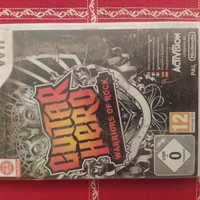 Wii
GUITAR
HERO
WARRIORS OF ROCK
ACTIVISION
PAL
Nintendo
12
0